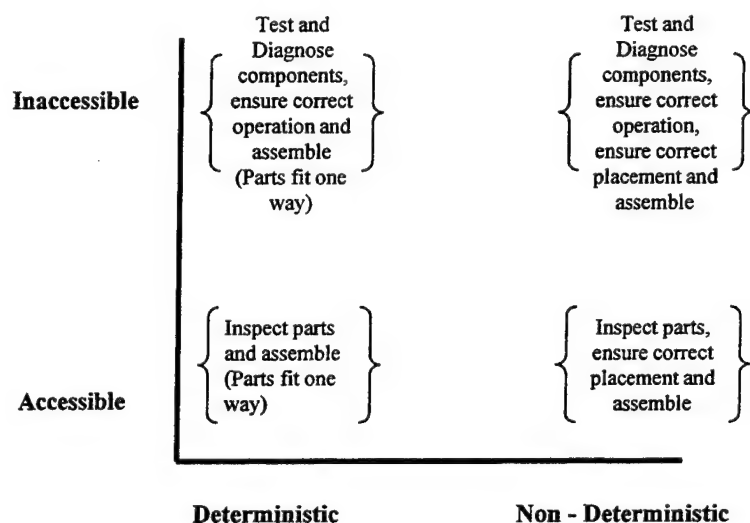 Inaccessible
Test and
Diagnose
components,
ensure correct
operation and
assemble
(Parts fit one
way)
Test and
Diagnose
components,
ensure correct
operation,
ensure correct
placement and
assemble
Accessible
Inspect parts
and assemble
(Parts fit one
way)
Inspect parts,
ensure correct
placement and
assemble
Deterministic
Non - Deterministic